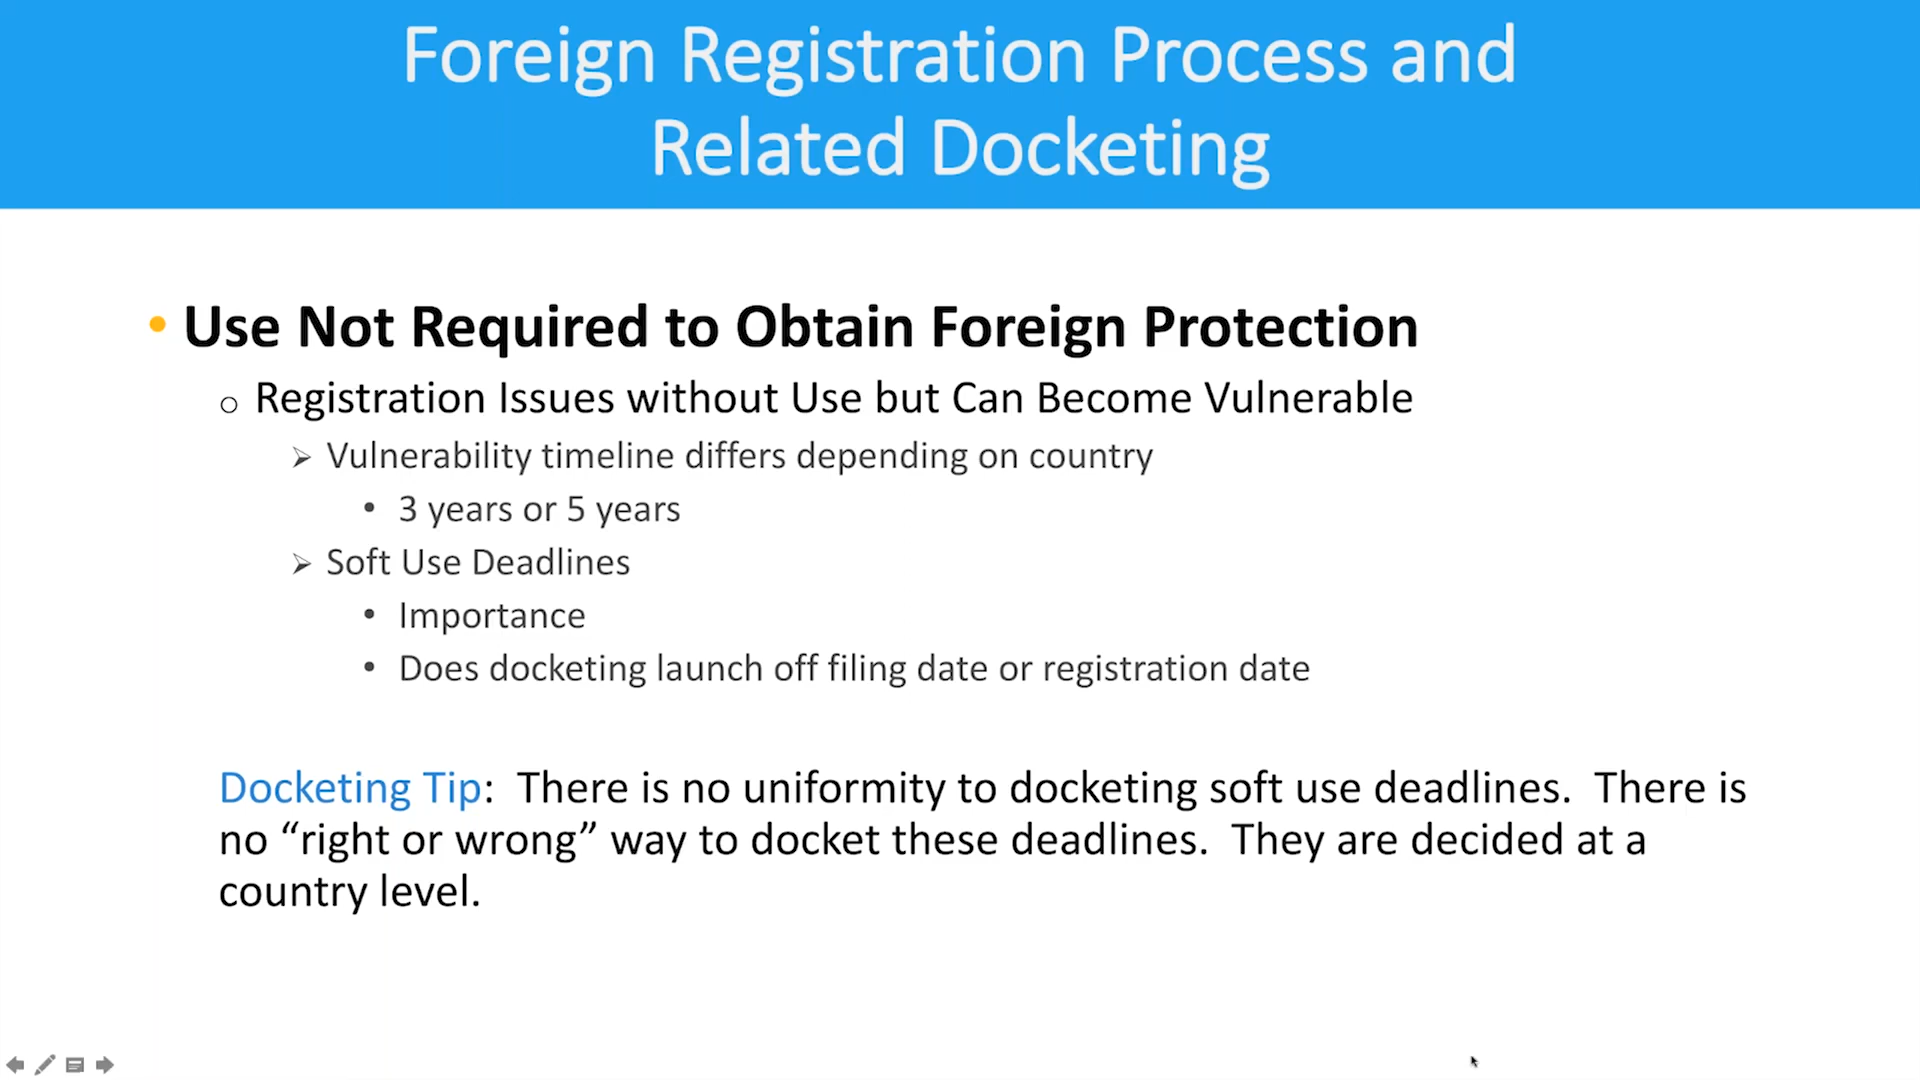 Foreign Registration Process and
Related Docketing
• Use Not Required to Obtain Foreign Protection
o Registration Issues without Use but Can Become Vulnerable
➢ Vulnerability timeline differs depending on country
• 3 years or 5 years
➢ Soft Use Deadlines
• Importance
• Does docketing launch off filing date or registration date
Docketing Tip:  There is no uniformity to docketing soft use deadlines.  There is
no “right or wrong” way to docket these deadlines.  They are decided at a
country level.